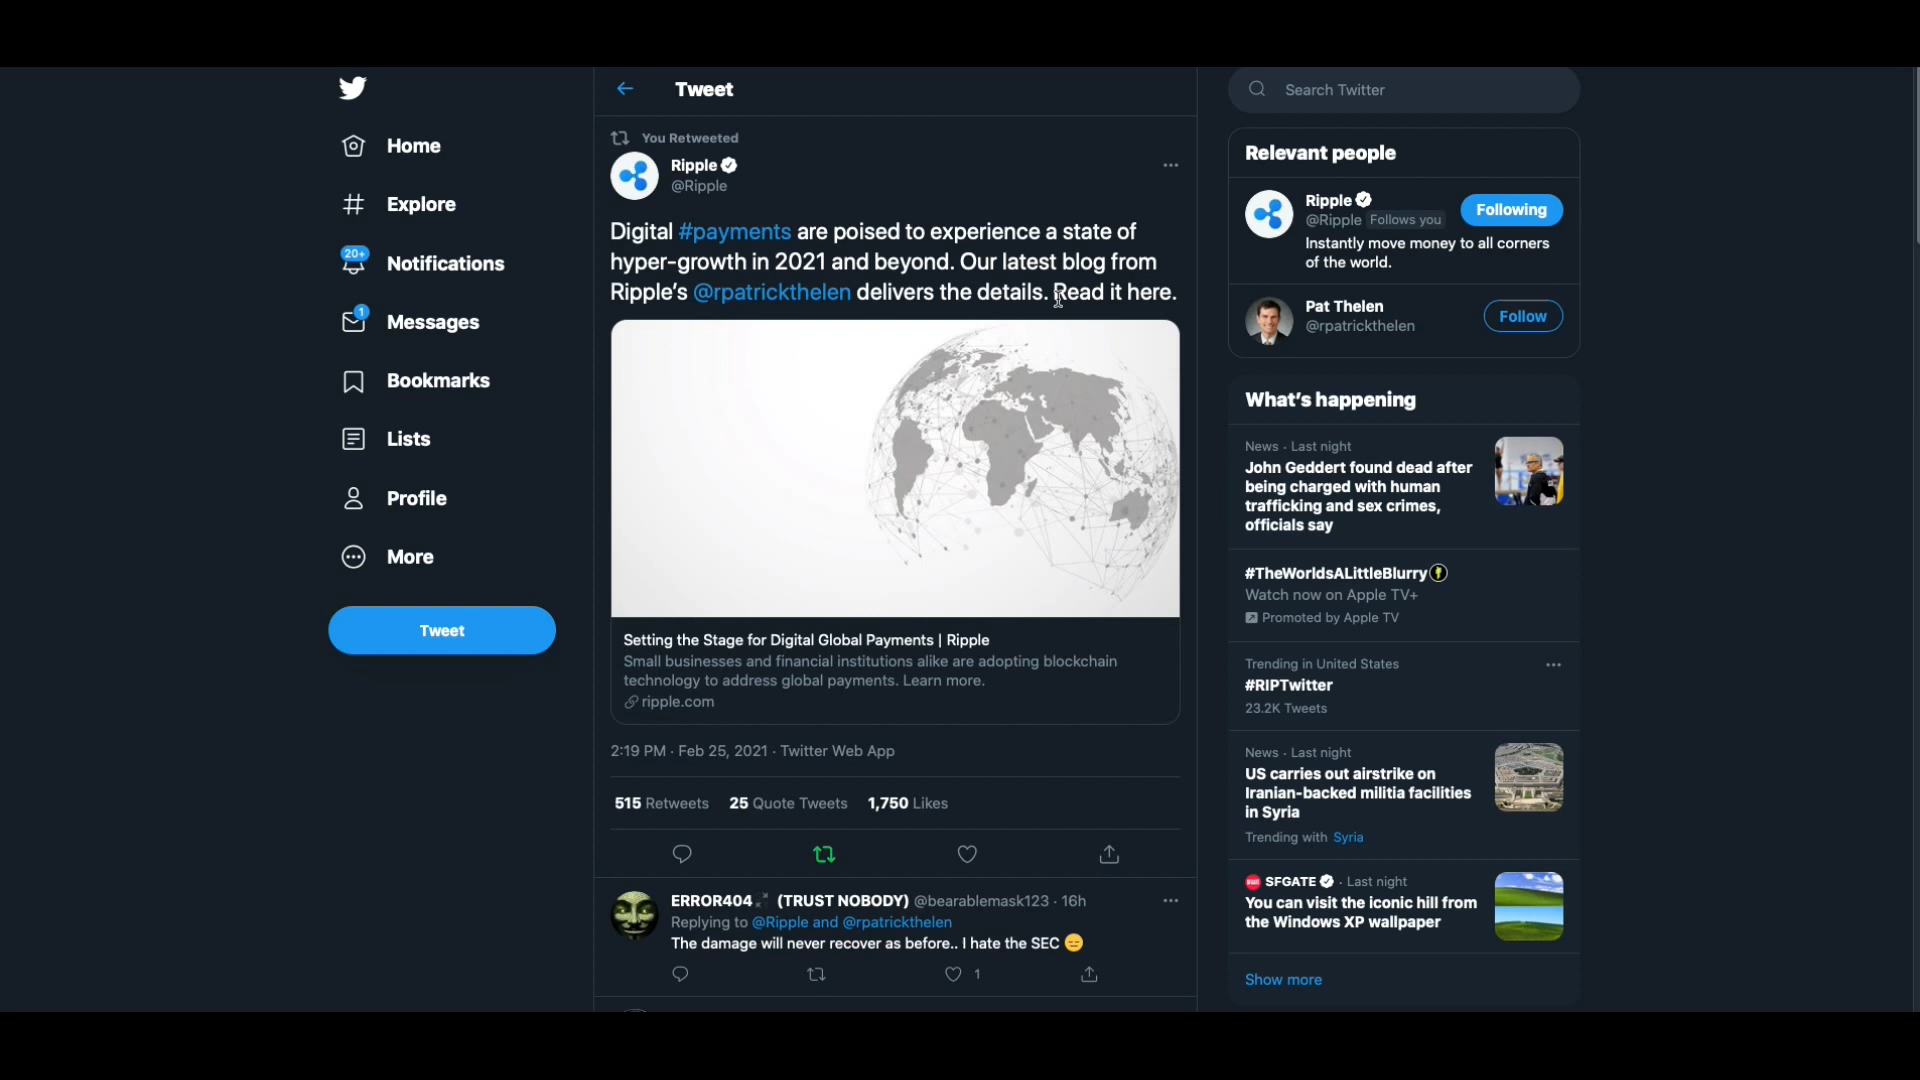 Home
Explore
20+
Notifications
1
Messages
Bookmarks
Lists
Profile
More
Tweet
Tweet
You Retweeted
Ripple
@Ripple
Digital #payments are poised to experience a state of
hyper-growth in 2021 and beyond. Our latest blog from
Ripple's @rpatrickthelen delivers the details. Read it here.
Setting the Stage for Digital Global Payments | Ripple
Small businesses and financial institutions alike are adopting blockchain
technology to address global payments. Learn more.
ripple.com
2:19 PM · Feb 25, 2021 · Twitter Web App
515 Retweets 25 Quote Tweets 1,750 Likes
ERROR404 (TRUST NOBODY) @bearablemask123 · 16h
Replying to @Ripple and @rpatrickthelen
The damage will never recover as before.. I hate the SEC 😑
1
Search Twitter
Relevant people
Ripple
@Ripple Follows you
Following
Instantly move money to all corners
of the world.
Pat Thelen
@rpatrickthelen
Follow
What's happening
News · Last night
John Geddert found dead after
being charged with human
trafficking and sex crimes,
officials say
#TheWorldsALittleBlurry
Watch now on Apple TV+
Promoted by Apple TV
Trending in United States
#RIPTwitter
23.2K Tweets
News · Last night
US carries out airstrike on
Iranian-backed militia facilities
in Syria
Trending with Syria
SFGATE · Last night
You can visit the iconic hill from
the Windows XP wallpaper
Show more